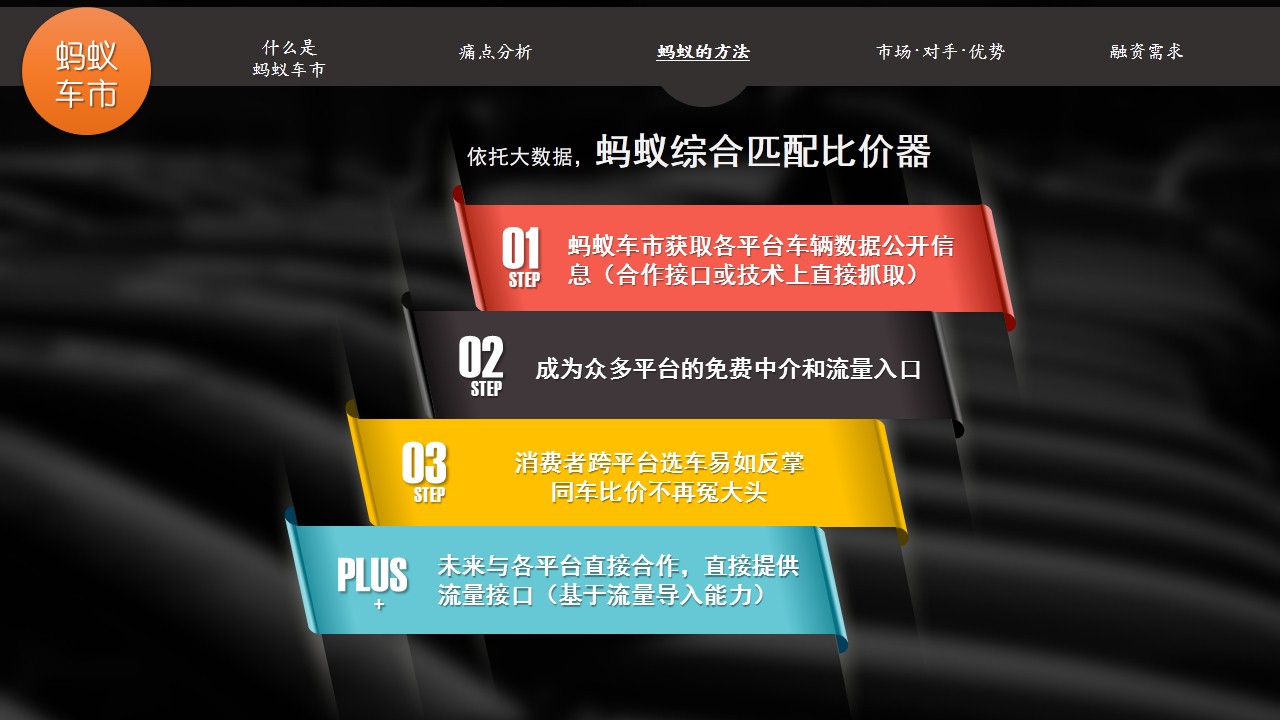 蚂蚁
车市
什么是
蚂蚁车市
痛点分析
蚂蚁的方法
市场·对手·优势
融资需求
依托大数据，蚂蚁综合匹配比价器
01
STEP
蚂蚁车市获取各平台车辆数据公开信
息（合作接口或技术上直接抓取）
02
STEP
成为众多平台的免费中介和流量入口
03
STEP
消费者跨平台选车易如反掌
同车比价不再冤大头
PLUS
+
未来与各平台直接合作，直接提供
流量接口（基于流量导入能力）